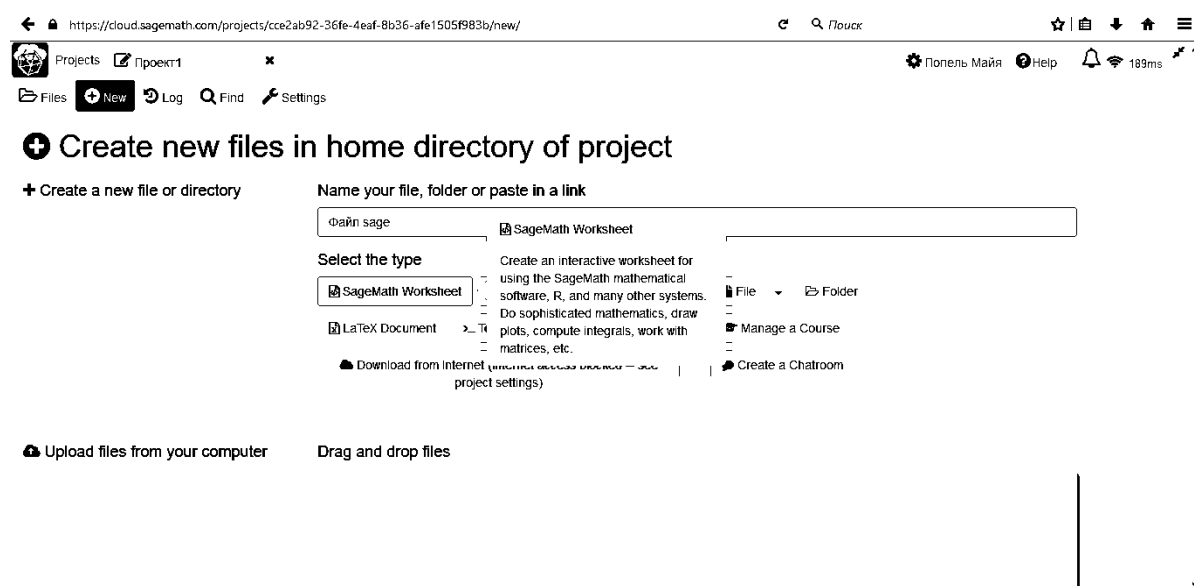 https://cloud.sagemath.com/projects/cce2ab92-36fe-4eaf-8b36-afe1505f983b/new/
Поиск
Projects Проект1 Попель Майя Help 189ms
Files New Log Find Settings
Create new files in home directory of project
Create a new file or directory
Name your file, folder or paste in a link
Файл sage
Select the type
SageMath Worksheet
SageMath Worksheet
Create an interactive worksheet for
using the SageMath mathematical
software, R, and many other systems.
Do sophisticated mathematics, draw
plots, compute integrals, work with
matrices, etc.
File Folder
LaTeX Document
Manage a Course
Download from Internet (Internet access blocked — see
project settings)
Create a Chatroom
Upload files from your computer
Drag and drop files